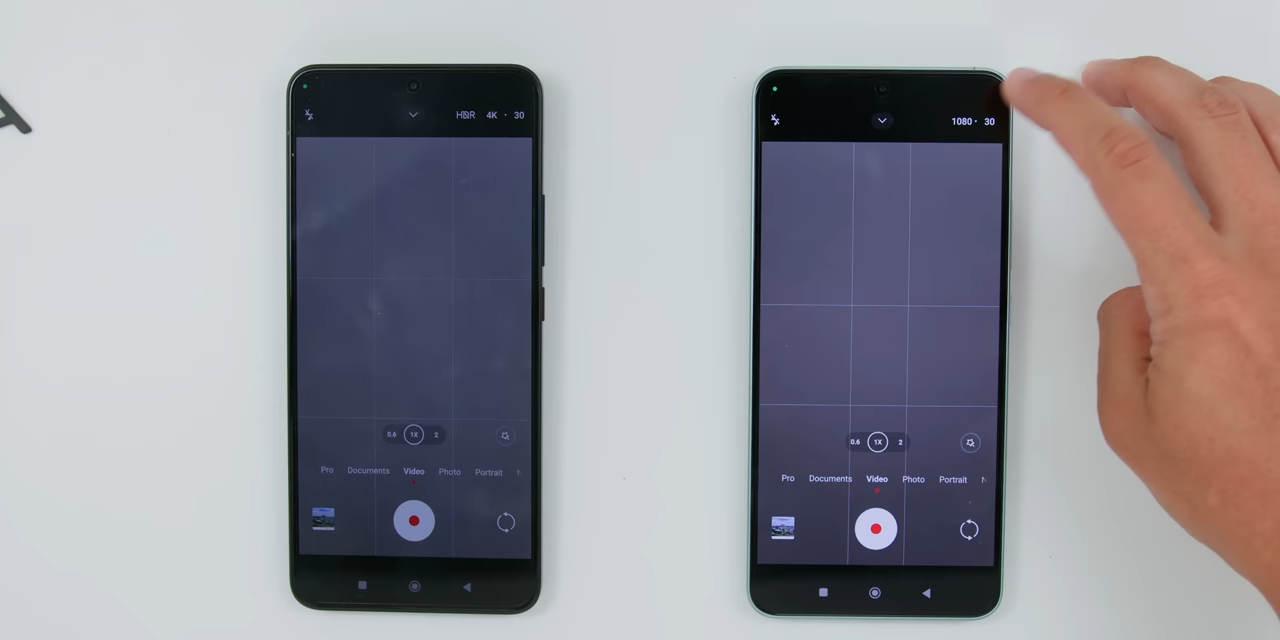 HDR 4K · 30
0.6 1X 2
Pro Documents Video Photo Portrait N
1080 · 30
0.6 1X 2
Pro Documents Video Photo Portrait N